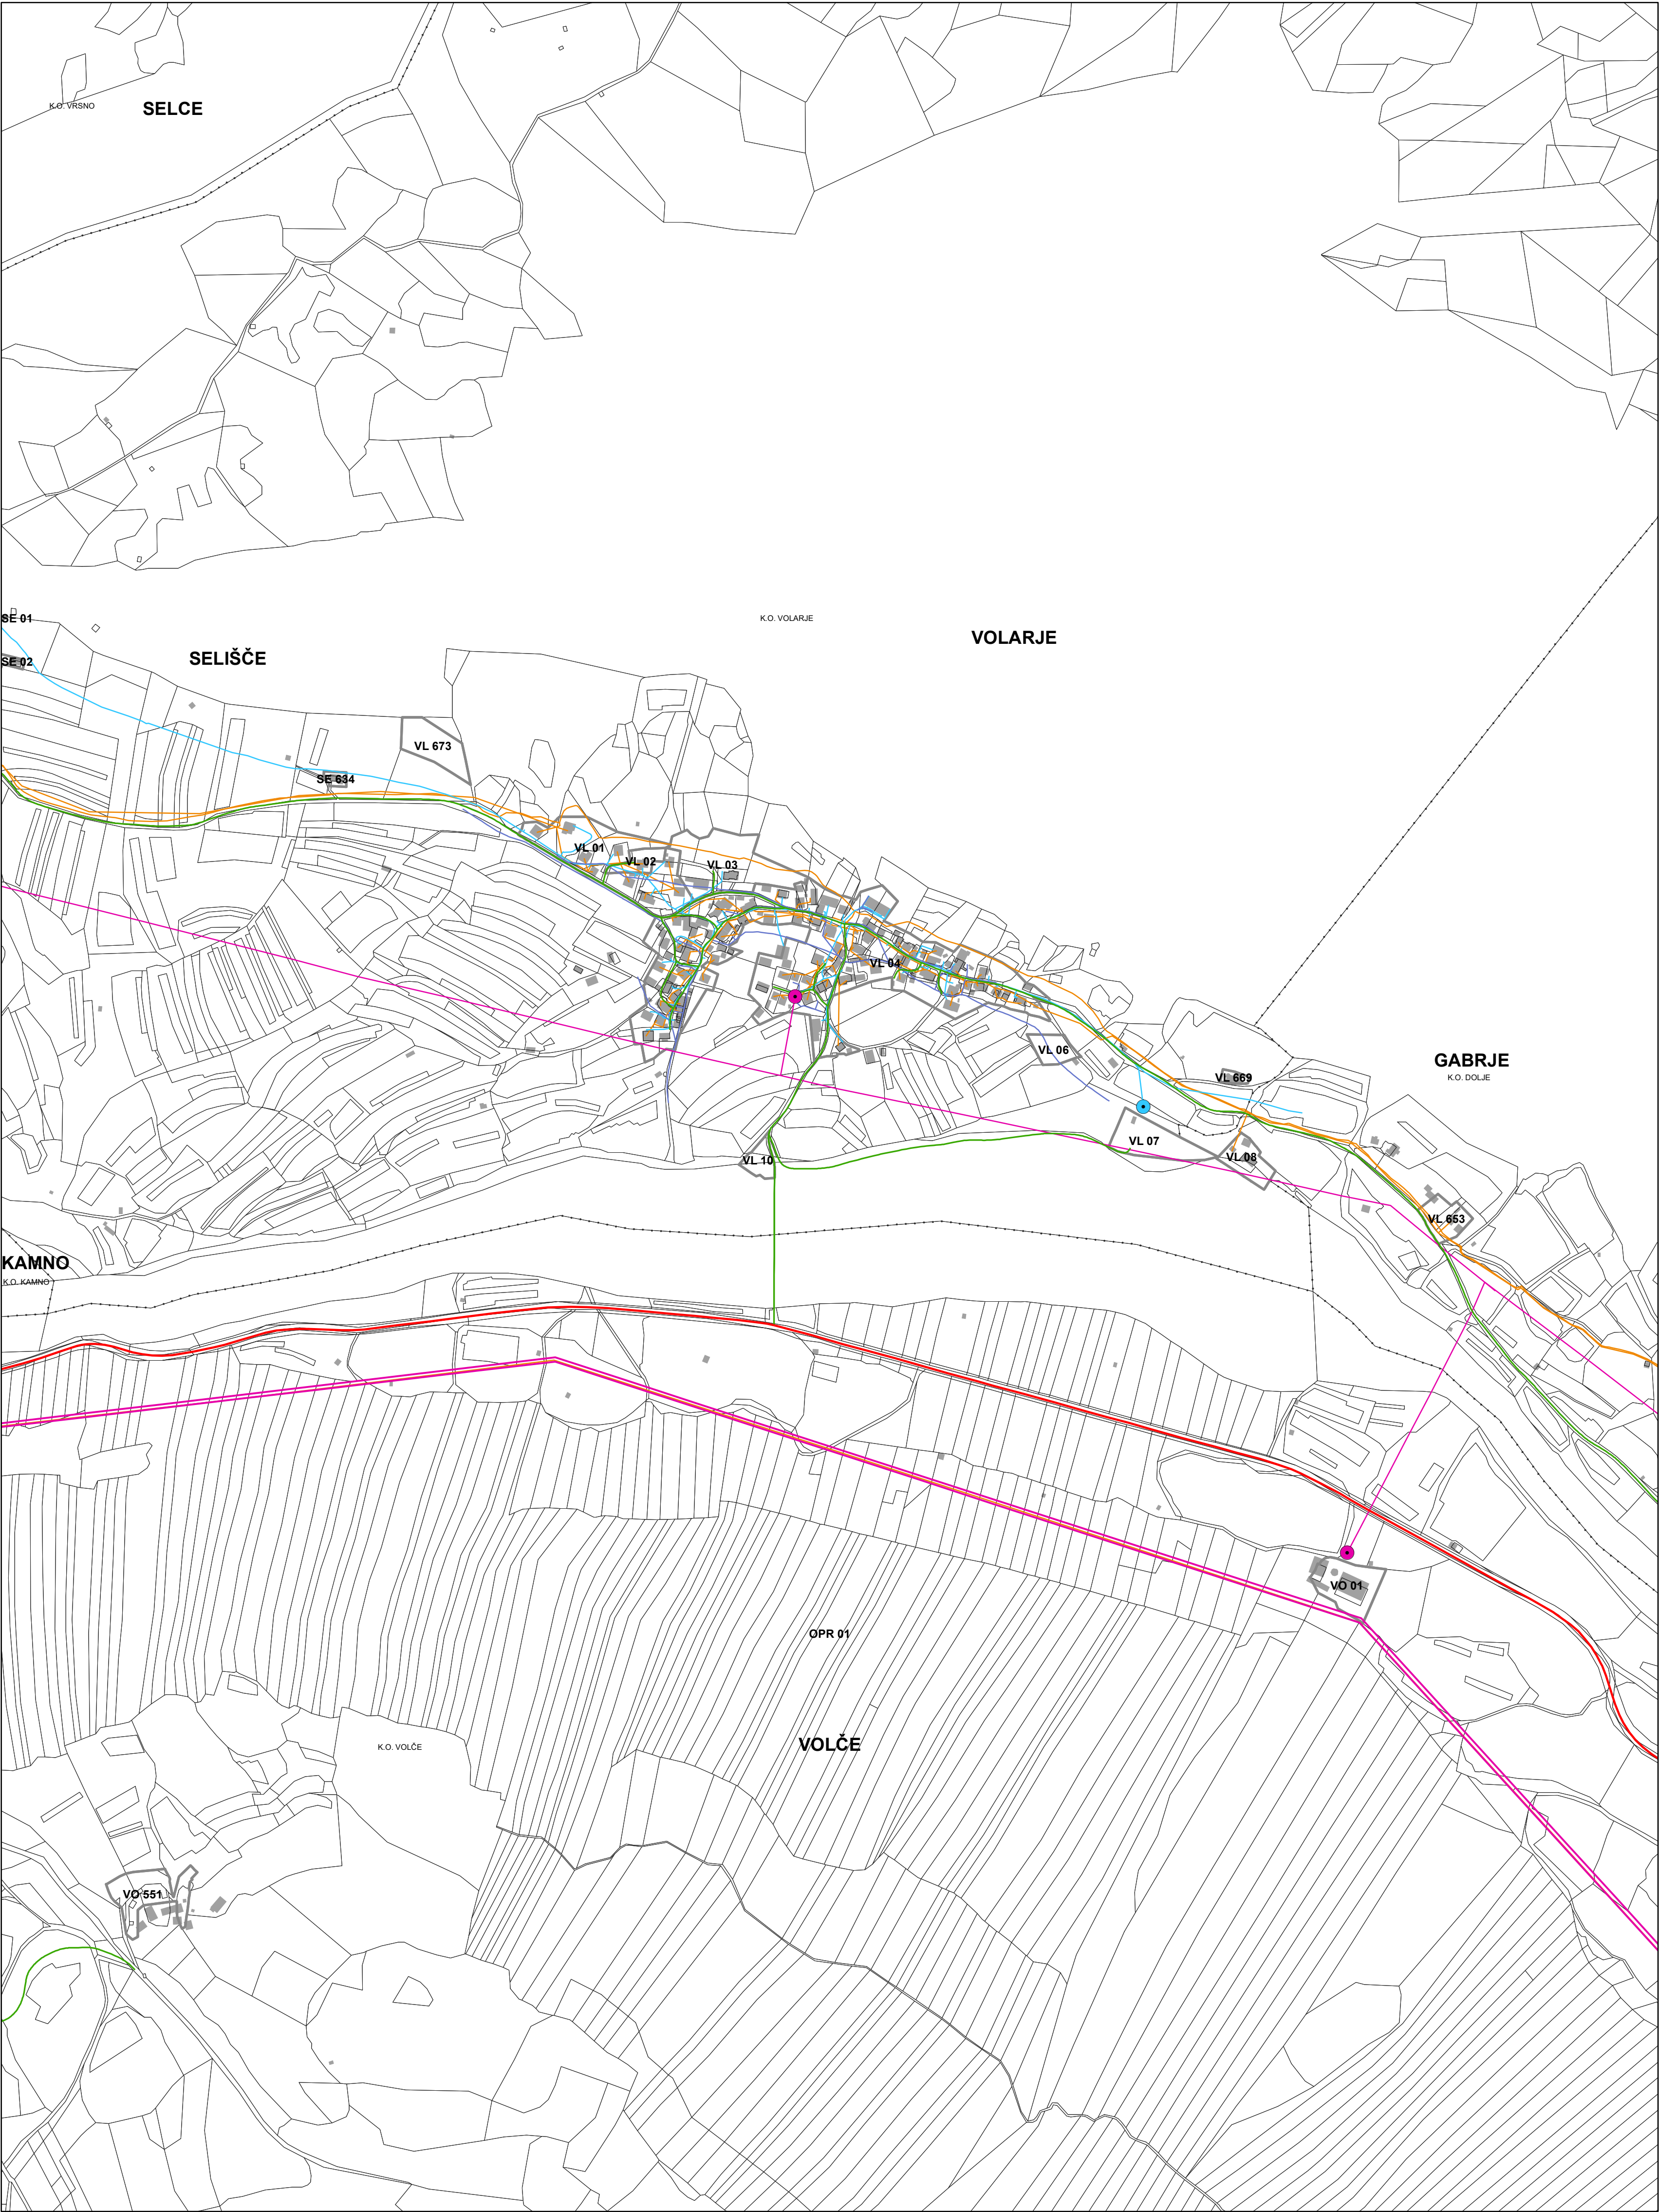 K.O. VRSNO
SELCE
SE 01
K.O. VOLARJE
VOLARJE
SE 02
SELIŠČE
VL 673
SE 634
VL 01
VL 02
VL 03
VL 04
VL 06
GABRJE
K.O. DOLJE
VL 669
VL 07
VL 08
VL 10
VL 653
KAMNO
K.O. KAMNO
VO 01
OPR 01
VOLČE
K.O. VOLČE
VO 551